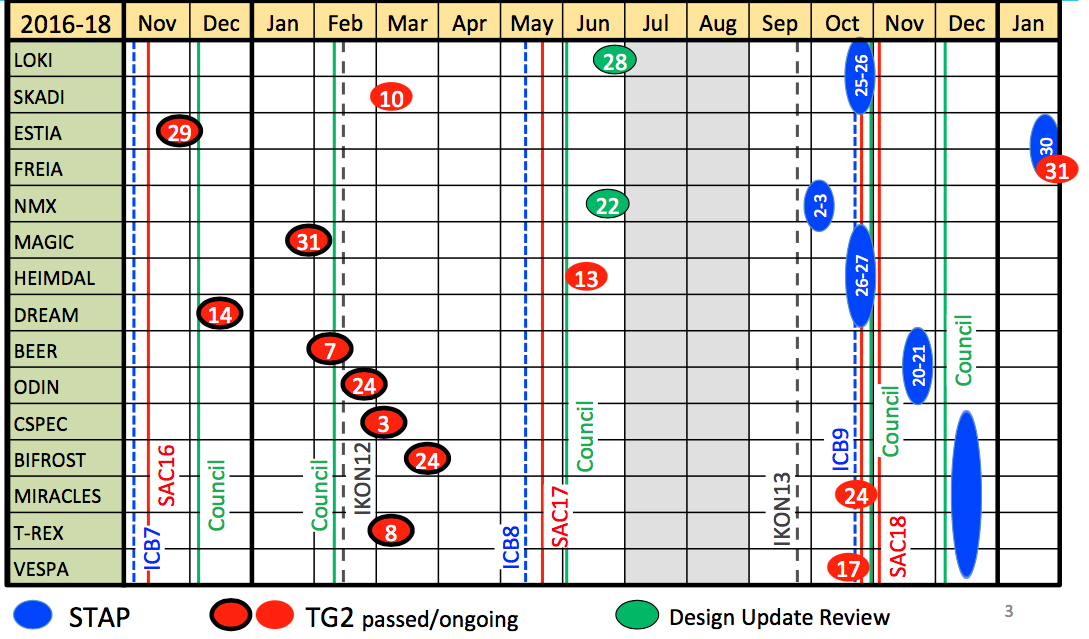 2016-18 Nov Dec Jan Feb Mar Apr May Jun Jul Aug Sep Oct Nov Dec Jan
LOKI 28 25-26
SKADI 10
ESTIA 29 30
FREIA 31
NMX 22 2-3
MAGIC 31
HEIMDAL 13 26-27
DREAM 14
BEER 7
ODIN 24 20-21
CSPEC 3
BIFROST 24
MIRACLES 24
T-REX 8
VESPA 17
ICB7
SAC16
Council
Council
IKON12
ICB8
SAC17
Council
IKON13
ICB9
SAC18
Council
Council
STAP TG2 passed/ongoing Design Update Review
3